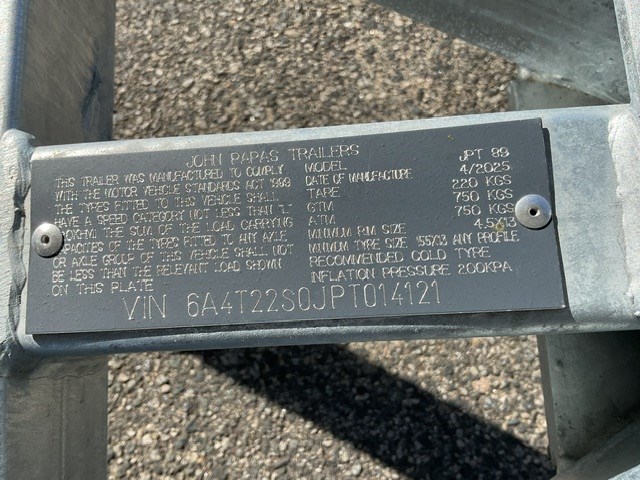 JOHN PAPAS TRAILERS
THIS TRAILER WAS MANUFACTURED TO COMPLY
WITH THE MOTOR VEHICLE STANDARDS ACT 1989
THE TYRES FITTED TO THIS VEHICLE SHALL
HAVE A SPEED CATEGORY NOT LESS THAN 'L'
THE SUM OF THE LOAD CARRYING
CAPACITIES OF THE TYRES FITTED TO ANY AXLE
OR AXLE GROUP OF THIS VEHICLE SHALL NOT
BE LESS THAN THE RELEVANT LOAD SHOWN
ON THIS PLATE
MODEL JPT 89
DATE OF MANUFACTURE 4/2025
TARE 220 KGS
GTM 750 KGS
ATM 750 KGS
MINIMUM RIM SIZE 4.5X13
MINIMUM TYRE SIZE 155X13 ANY PROFILE
RECOMMENDED COLD TYRE
INFLATION PRESSURE 200KPA
VIN 6A4T22S0JPT014121